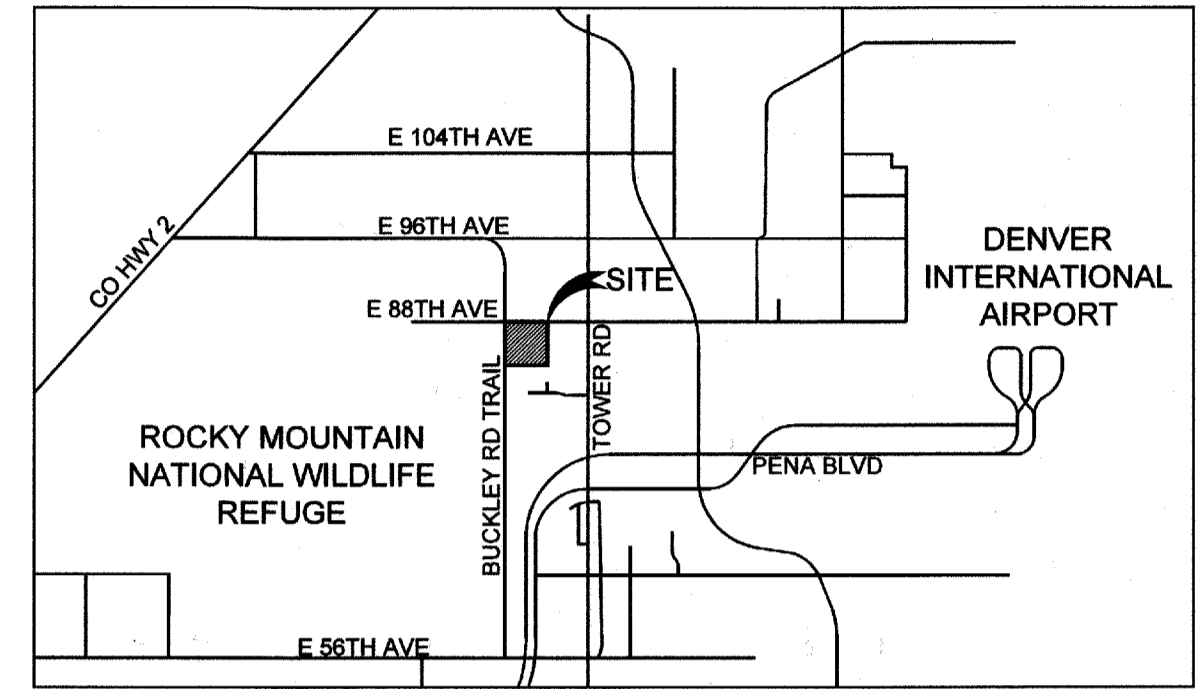 E 104TH AVE
E 96TH AVE
CO HWY 2
DENVER
INTERNATIONAL
AIRPORT
SITE
E 88TH AVE
TOWER RD
BUCKLEY RD TRAIL
ROCKY MOUNTAIN
NATIONAL WILDLIFE
REFUGE
PENA BLVD
E 56TH AVE